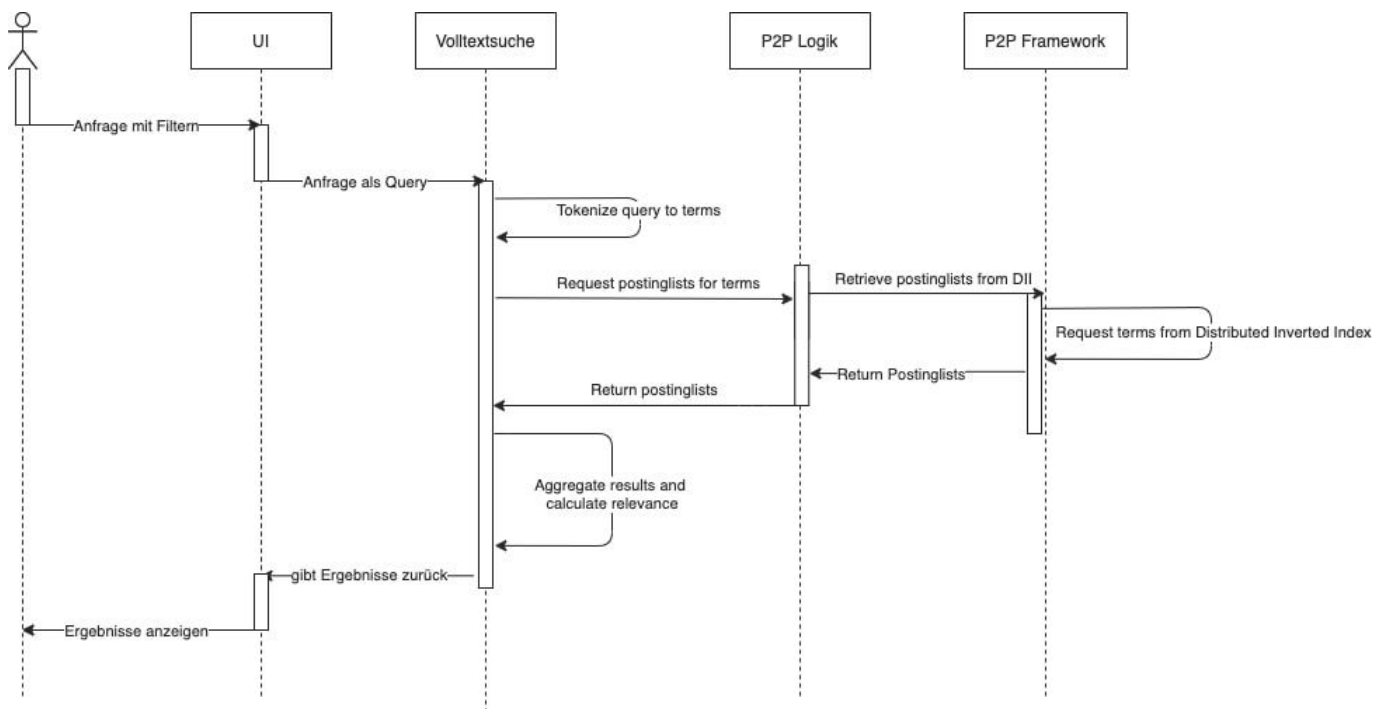 UI
Volltextsuche
P2P Logik
P2P Framework
Anfrage mit Filtern
Anfrage als Query
Tokenize query to terms
Request postinglists for terms
Retrieve postinglists from DII
Request terms from Distributed Inverted Index
Return Postinglists
Return postinglists
Aggregate results and
calculate relevance
gibt Ergebnisse zurück
Ergebnisse anzeigen